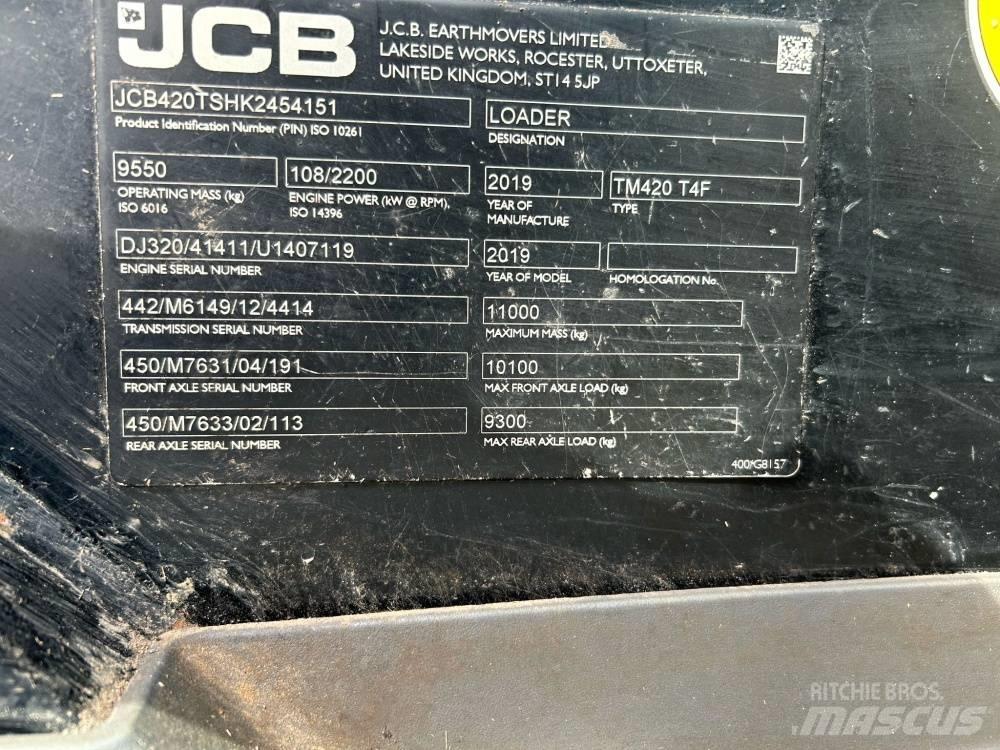 JCB
J.C.B. EARTHMOVERS LIMITED
LAKESIDE WORKS, ROCESTER, UTTOXETER,
UNITED KINGDOM, ST14 5JP
JCB420TSHK2454151
Product Identification Number (PIN) ISO 10261
LOADER
DESIGNATION
9550
OPERATING MASS (kg)
ISO 6016
108/2200
ENGINE POWER (kW @ RPM),
ISO 14396
2019
YEAR OF
MANUFACTURE
TM420 T4F
TYPE
DJ320/41411/U1407119
ENGINE SERIAL NUMBER
2019
YEAR OF MODEL
HOMOLOGATION No.
442/M6149/12/4414
TRANSMISSION SERIAL NUMBER
11000
MAXIMUM MASS (kg)
450/M7631/04/191
FRONT AXLE SERIAL NUMBER
10100
MAX FRONT AXLE LOAD (kg)
450/M7633/02/113
REAR AXLE SERIAL NUMBER
9300
MAX REAR AXLE LOAD (kg)
400/G8157
RITCHIE BROS.
MASCUS